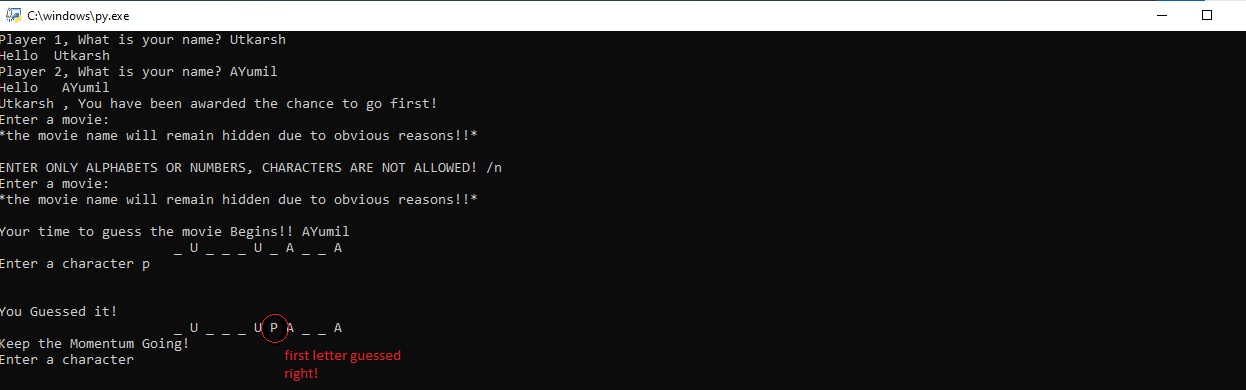 C:\windows\py.exe
Player 1, What is your name? Utkarsh
Hello  Utkarsh
Player 2, What is your name? AYumil
Hello   AYumil
Utkarsh , You have been awarded the chance to go first!
Enter a movie:
*the movie name will remain hidden due to obvious reasons!!*
ENTER ONLY ALPHABETS OR NUMBERS, CHARACTERS ARE NOT ALLOWED! /n
Enter a movie:
*the movie name will remain hidden due to obvious reasons!!*
Your time to guess the movie Begins!! AYumil
_ U _ _ _ U _ A _ _ A
Enter a character p
You Guessed it!
_ U _ _ _ U P A _ _ A
Keep the Momentum Going!
Enter a character
first letter guessed
right!